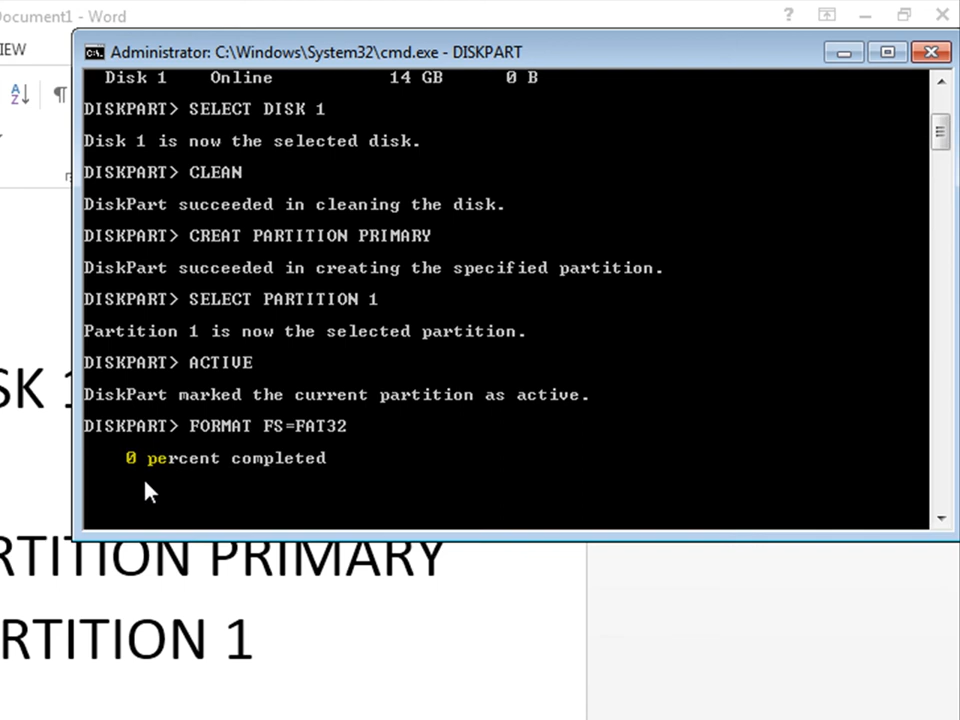 Document1 - Word
?
IEW
Administrator: C:\Windows\System32\cmd.exe - DISKPART
Disk 1 Online 14 GB 0 B
DISKPART> SELECT DISK 1
Disk 1 is now the selected disk.
DISKPART> CLEAN
DiskPart succeeded in cleaning the disk.
DISKPART> CREAT PARTITION PRIMARY
DiskPart succeeded in creating the specified partition.
DISKPART> SELECT PARTITION 1
Partition 1 is now the selected partition.
DISKPART> ACTIVE
DiskPart marked the current partition as active.
DISKPART> FORMAT FS=FAT32
0 percent completed
SK 1
RTITION PRIMARY
RTITION 1